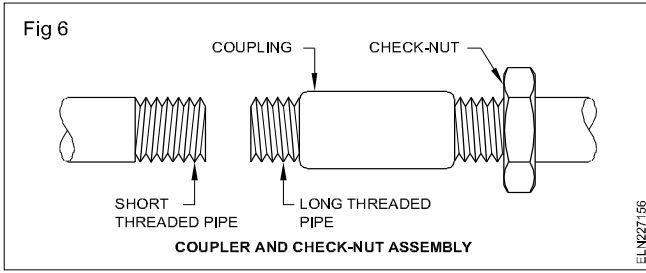 Fig 6
COUPLING
CHECK-NUT
SHORT
THREADED PIPE
LONG THREADED
PIPE
COUPLER AND CHECK-NUT ASSEMBLY
ELN227156